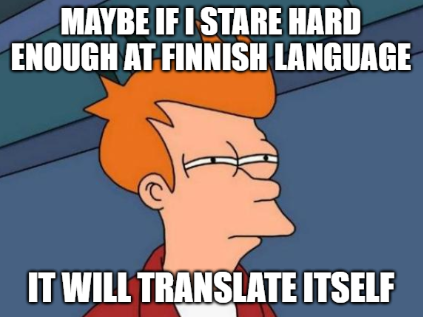 MAYBE IF I STARE HARD
ENOUGH AT FINNISH LANGUAGE
IT WILL TRANSLATE ITSELF